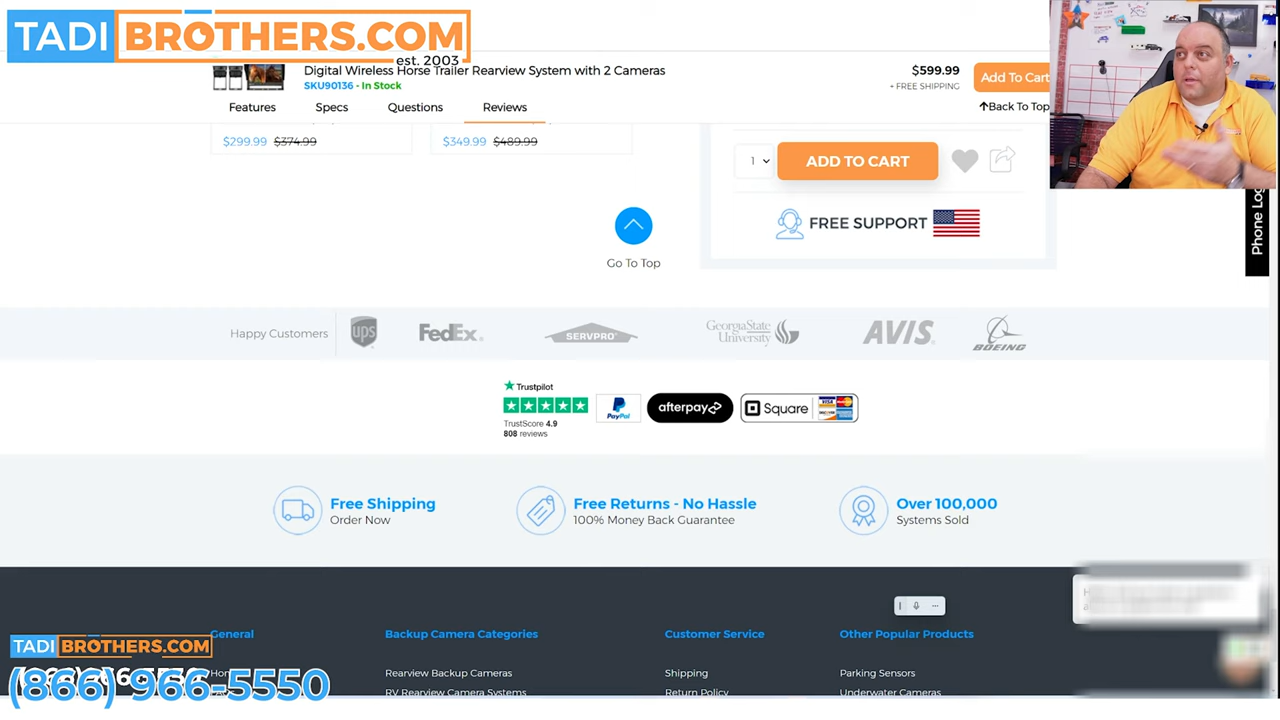 TADI BROTHERS.COM
est. 2003
Digital Wireless Horse Trailer Rearview System with 2 Cameras
SKU90136 - In Stock
$599.99
+ FREE SHIPPING
Add To Cart
Features Specs Questions Reviews
Back To Top
$299.99 $374.99
$349.99 $489.99
1 ADD TO CART
FREE SUPPORT
Phone
Go To Top
Happy Customers
ups
FedEx.
SERVPRO
GeorgiaState University
AVIS
BOEING
Trustpilot
TrustScore 4.9
808 reviews
PayPal
afterpay
Square
VISA
Free Shipping
Order Now
Free Returns - No Hassle
100% Money Back Guarantee
Over 100,000
Systems Sold
General
Backup Camera Categories
Customer Service
Other Popular Products
TADI BROTHERS.COM
Rearview Backup Cameras
Shipping
Parking Sensors
(866) 966-5550
RV Rearview Camera Systems
Return Policy
Underwater Cameras